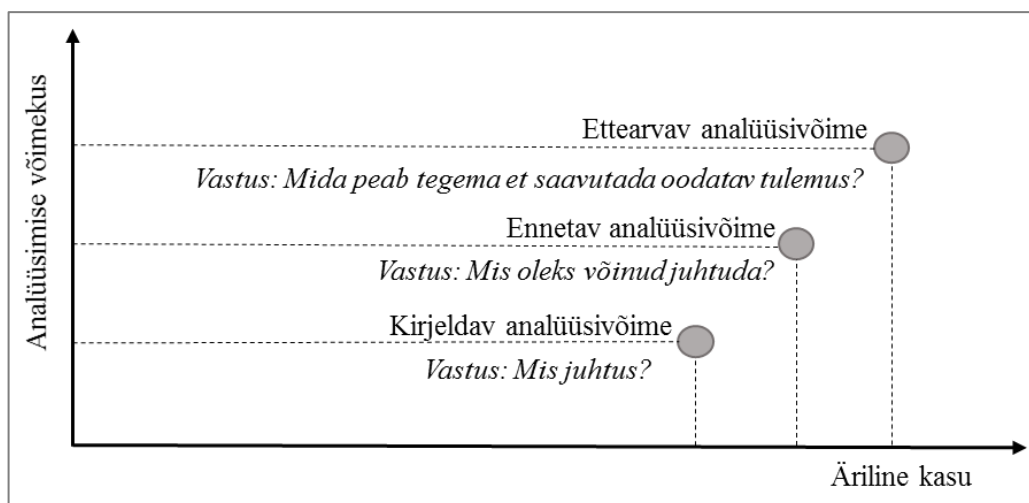 Analüüsimise võimekus
Ettearvav analüüsivõime
Vastus: Mida peab tegema et saavutada oodatav tulemus?
Ennetav analüüsivõime
Vastus: Mis oleks võinud juhtuda?
Kirjeldav analüüsivõime
Vastus: Mis juhtus?
Äriline kasu